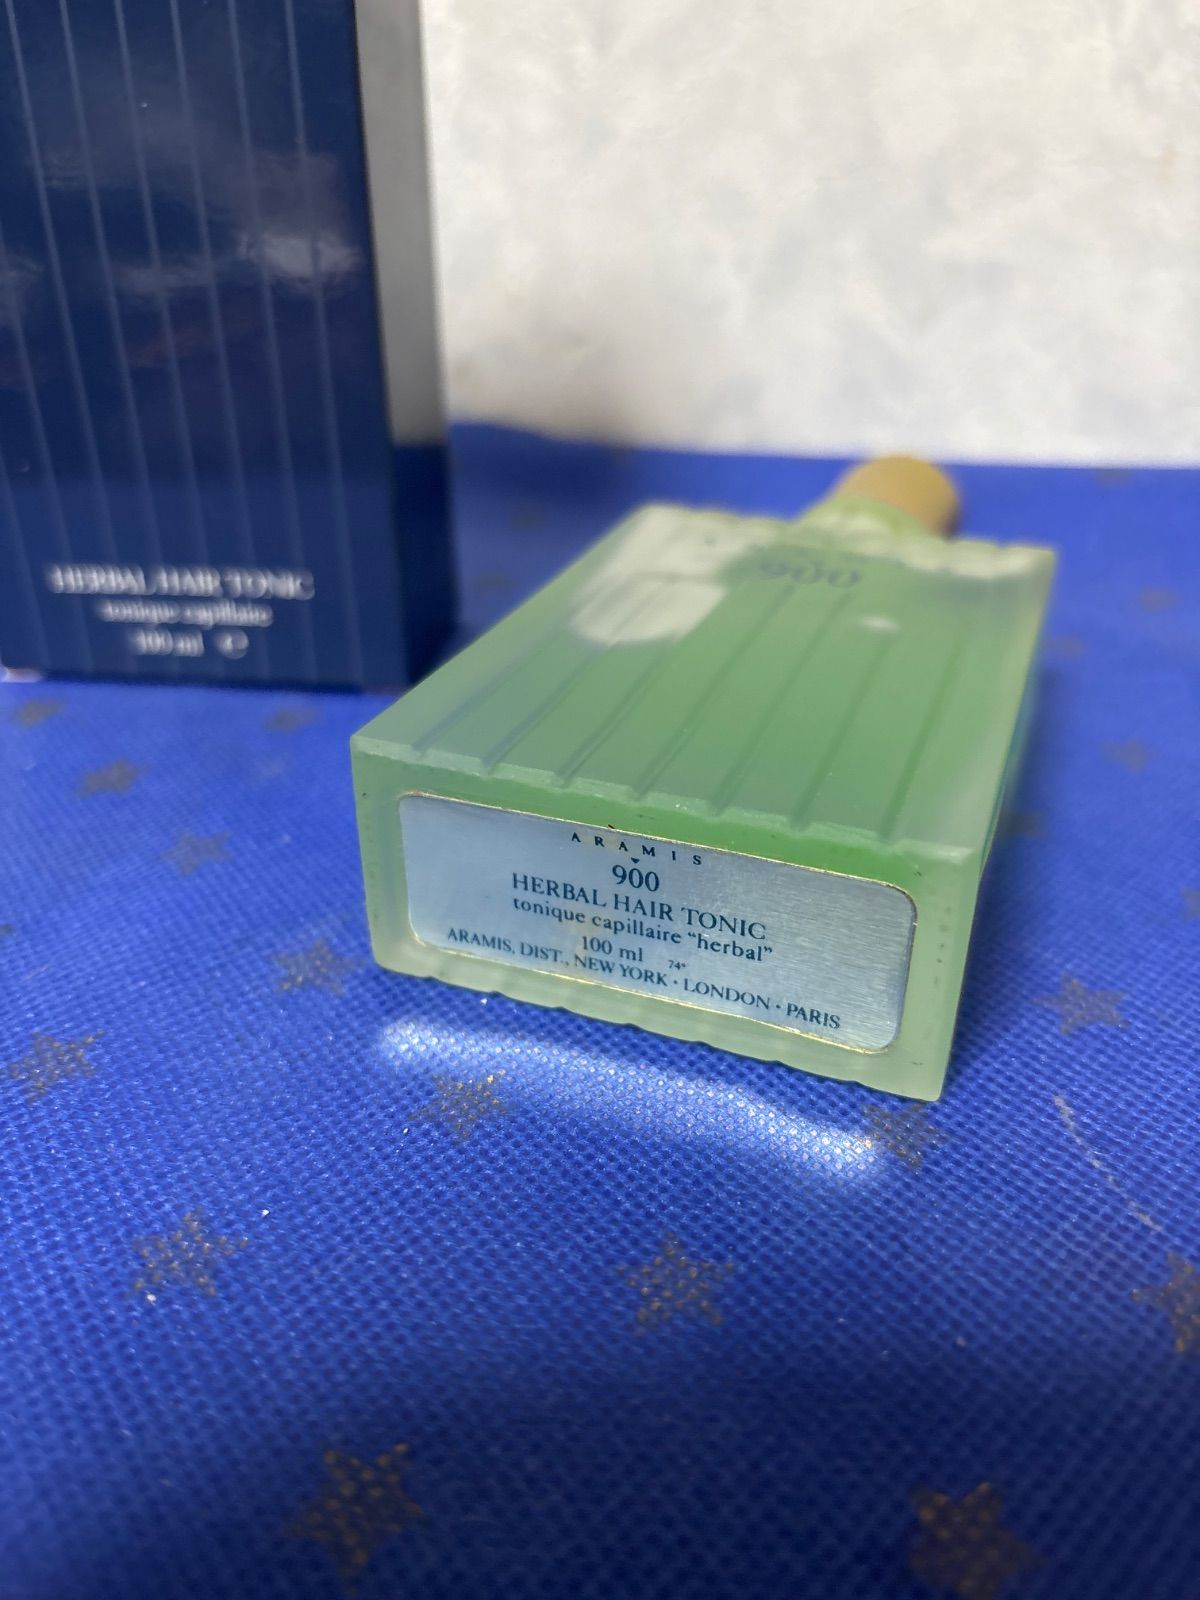 HERBAL HAIR TONIC
tonique capillaire
100 ml e
900
ARAMIS
900
HERBAL HAIR TONIC
tonique capillaire "herbal"
100 ml 74°
ARAMIS, DIST., NEW YORK · LONDON · PARIS